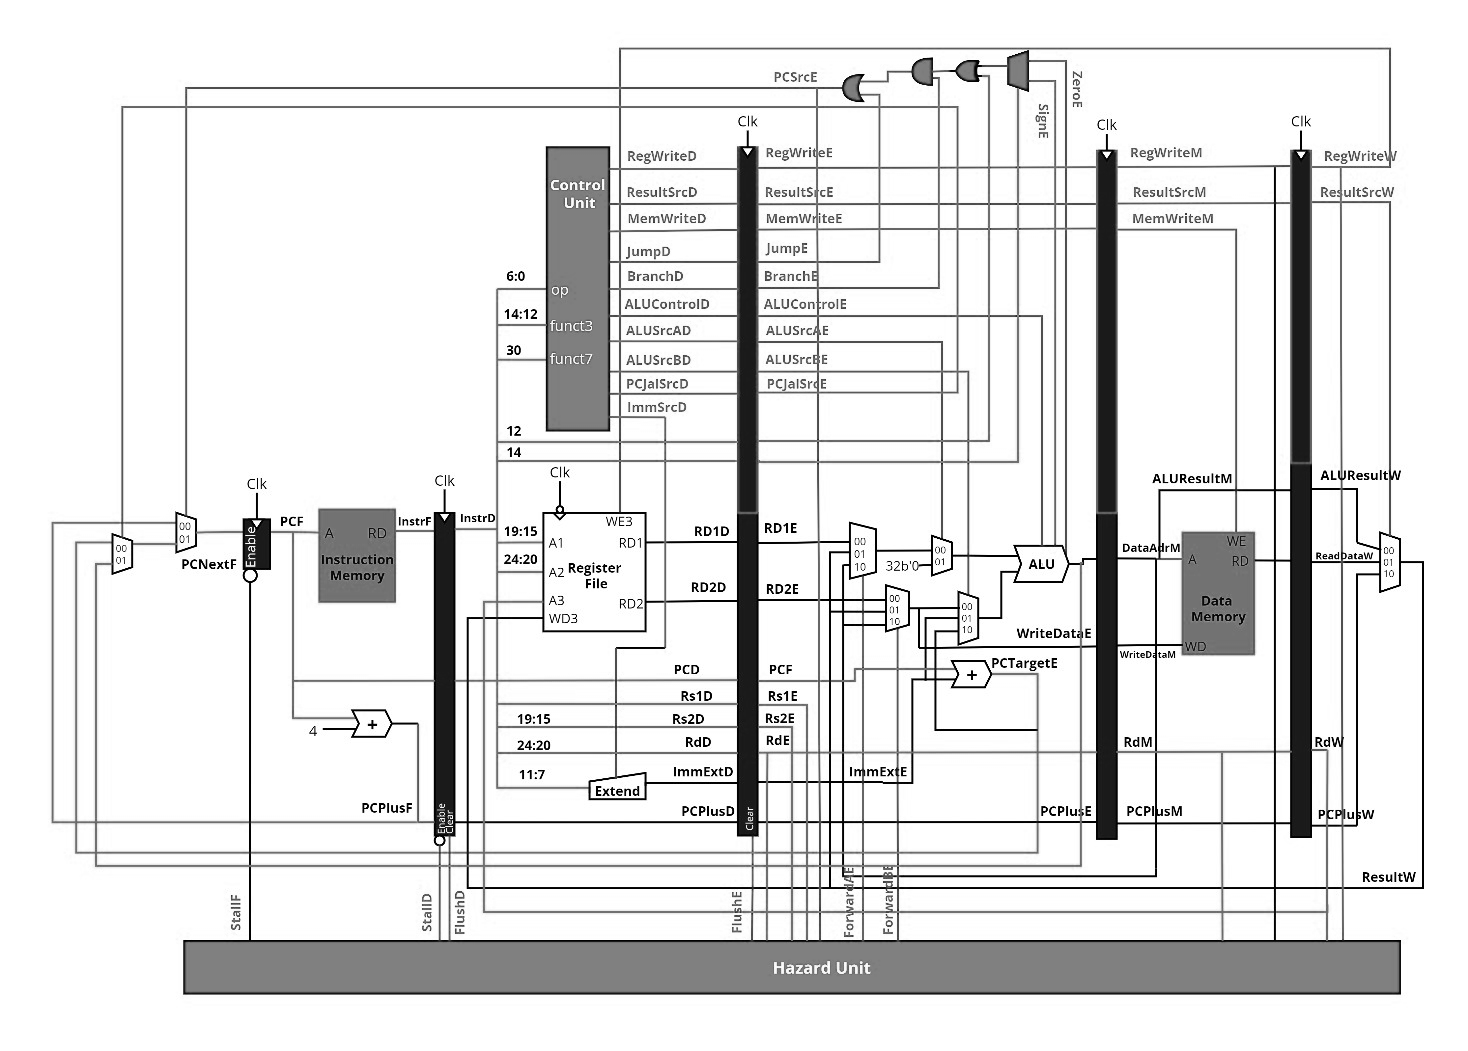 PCSrcE
ZeroE
SignE
Clk
Clk
Clk
RegWriteD
RegWriteE
RegWriteM
RegWriteW
Control
Unit
ResultSrcD
ResultSrcE
ResultSrcM
ResultSrcW
MemWriteD
MemWriteE
MemWriteM
JumpD
JumpE
6:0
op
BranchD
BranchE
ALUControlD
ALUControlE
14:12
funct3
ALUSrcAD
ALUSrcAE
30
funct7
ALUSrcBD
ALUSrcBE
PCJalSrcD
PCJalSrcE
ImmSrcD
12
14
Clk
Clk
Clk
ALUResultM
ALUResultW
00
01
00
01
PCNextF
Enable
PCF
A
RD
Instruction
Memory
InstrF
InstrD
19:15
24:20
WE3
A1
RD1
A2
Register
File
A3
RD2
WD3
RD1D
RD1E
RD2D
RD2E
00
01
10
32b'0
00
01
00
01
10
00
01
10
ALU
DataAdrM
WE
A
RD
Data
Memory
WD
ReadDataW
00
01
10
WriteDataE
WriteDataM
PCD
PCF
+
PCTargetE
Rs1D
Rs1E
4
+
19:15
Rs2D
Rs2E
24:20
RdD
RdE
RdM
RdW
11:7
Extend
ImmExtD
ImmExtE
PCPlusF
Enable
Clear
PCPlusD
Clear
PCPlusE
PCPlusM
PCPlusW
ResultW
StallF
StallD
FlushD
FlushE
ForwardAE
ForwardBE
Hazard Unit